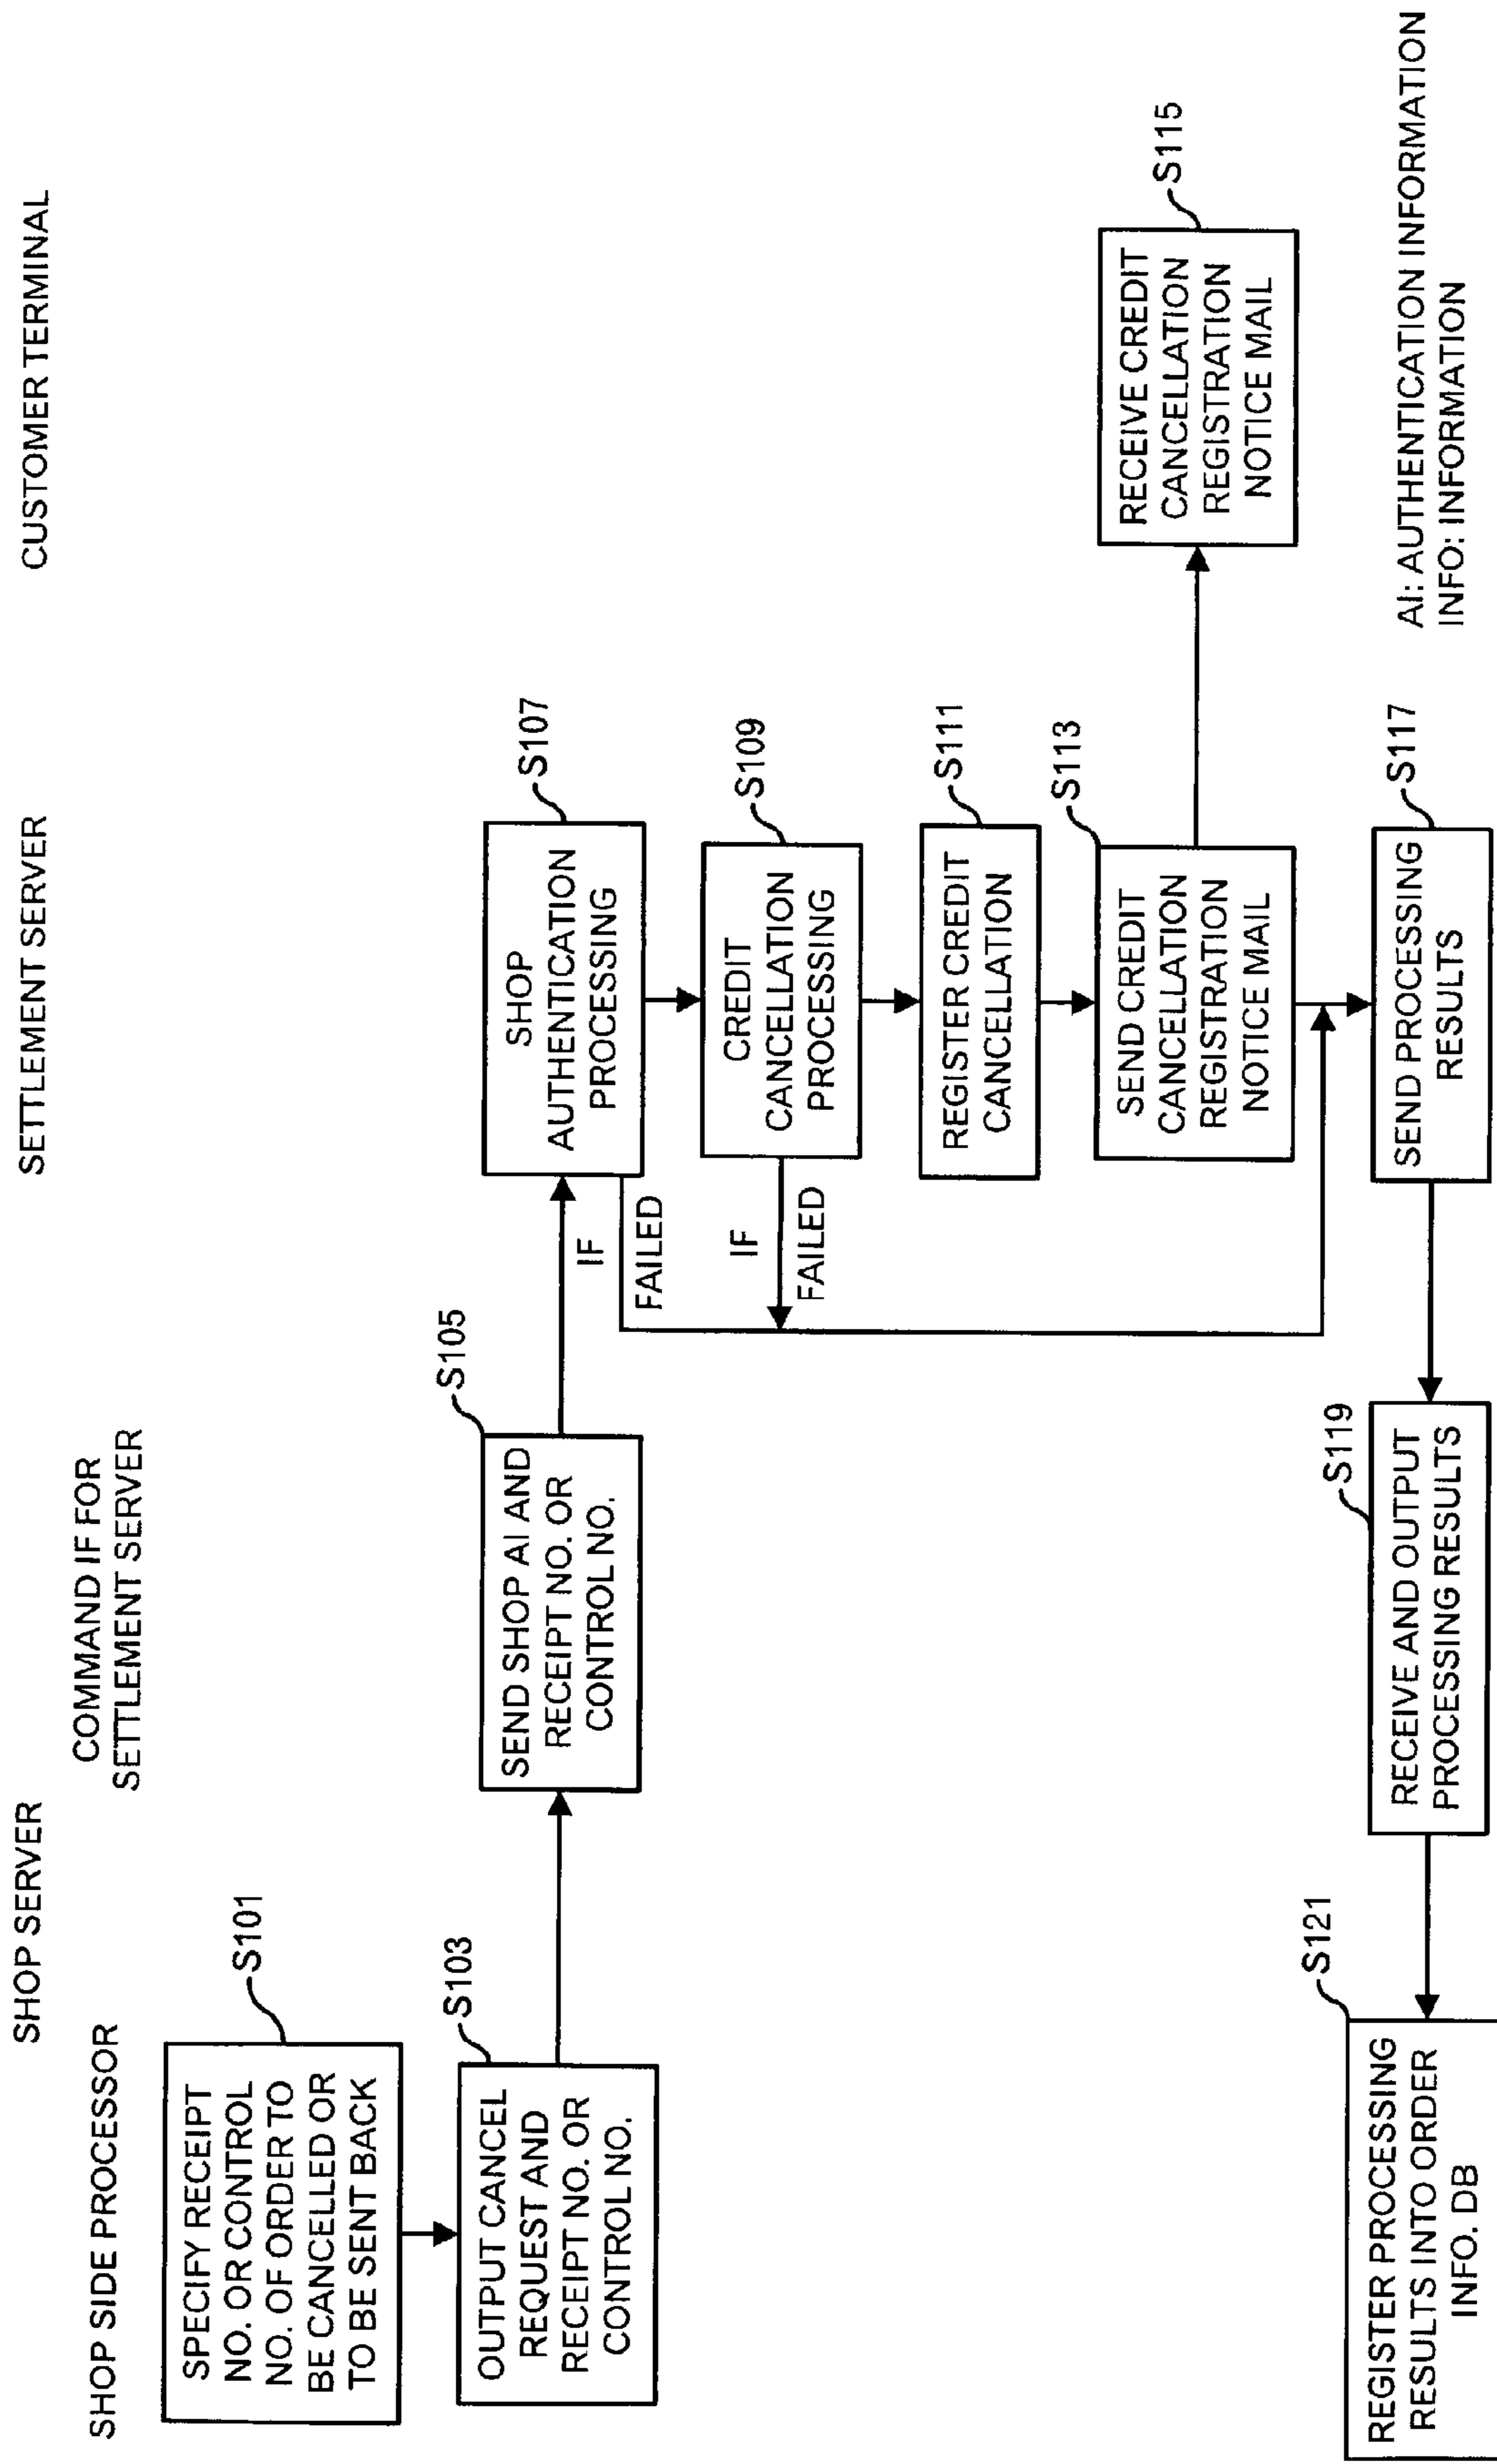 SHOP SERVER
SHOP SIDE PROCESSOR
COMMAND IF FOR
SETTLEMENT SERVER
SETTLEMENT SERVER
CUSTOMER TERMINAL
S101
SPECIFY RECEIPT
NO. OR CONTROL
NO. OF ORDER TO
BE CANCELLED OR
TO BE SENT BACK
S103
OUTPUT CANCEL
REQUEST AND
RECEIPT NO. OR
CONTROL NO.
S105
SEND SHOP AI AND
RECEIPT NO. OR
CONTROL NO.
S107
SHOP
AUTHENTICATION
PROCESSING
IF
FAILED
S109
CREDIT
CANCELLATION
PROCESSING
IF
FAILED
S111
REGISTER CREDIT
CANCELLATION
S113
SEND CREDIT
CANCELLATION
REGISTRATION
NOTICE MAIL
S115
RECEIVE CREDIT
CANCELLATION
REGISTRATION
NOTICE MAIL
S117
SEND PROCESSING
RESULTS
S119
RECEIVE AND OUTPUT
PROCESSING RESULTS
S121
REGISTER PROCESSING
RESULTS INTO ORDER
INFO. DB
AI: AUTHENTICATION INFORMATION
INFO: INFORMATION